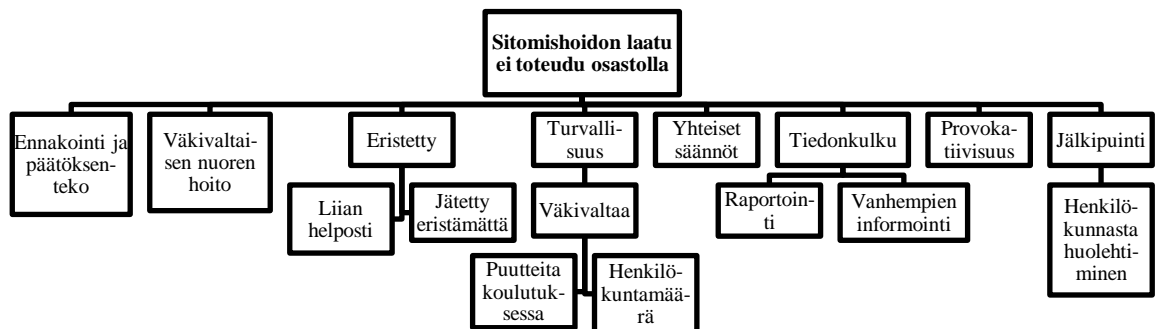 Sitomishoidon laatu
ei toteudu osastolla
Ennakointi ja
päätöksen-
teko
Väkivaltai-
sen nuoren
hoito
Eristetty
Turvalli-
suus
Yhteiset
säännöt
Tiedonkulku
Provoka-
tiivisuus
Jälkipuinti
Liian
helposti
Jätetty
eristämättä
Väkivaltaa
Raportoin-
ti
Vanhempien
informointi
Henkilö-
kunnasta
huolehti-
minen
Puutteita
koulutuk-
sessa
Henkilö-
kuntamää-
rä